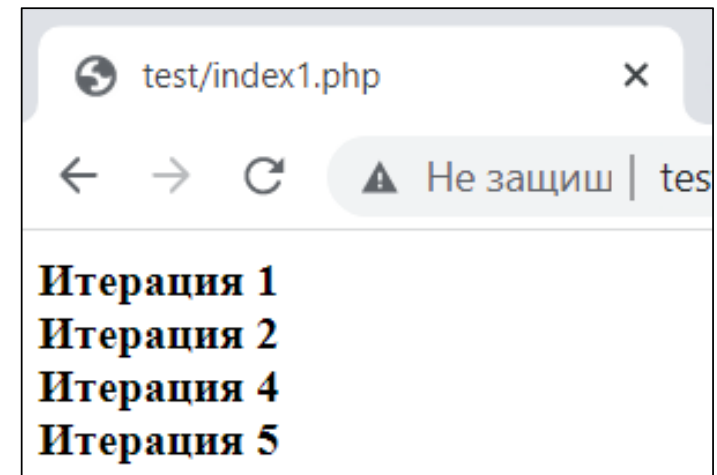 test/index1.php
Не защищ | tes
Итерация 1
Итерация 2
Итерация 4
Итерация 5